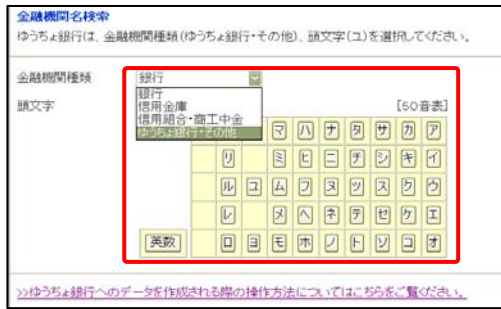 金融機関名検索
ゆうちょ銀行は、金融機関種類(ゆうちょ銀行・その他)、頭文字(ユ)を選択してください。
金融機関種類 銀行
銀行
信用金庫
信用組合・商工中金
ゆうちょ銀行・その他
頭文字 [50音表]
マ ハ ナ タ サ カ ア
リ ミ ヒ ニ チ シ キ イ
ル ユ ム フ ヌ ツ ス ク ウ
レ メ ヘ ネ テ セ ケ エ
英数 ロ ヨ モ ホ ノ ト ソ コ オ
>>ゆうちょ銀行へのデータを作成される際の操作方法についてはこちらをご覧ください。